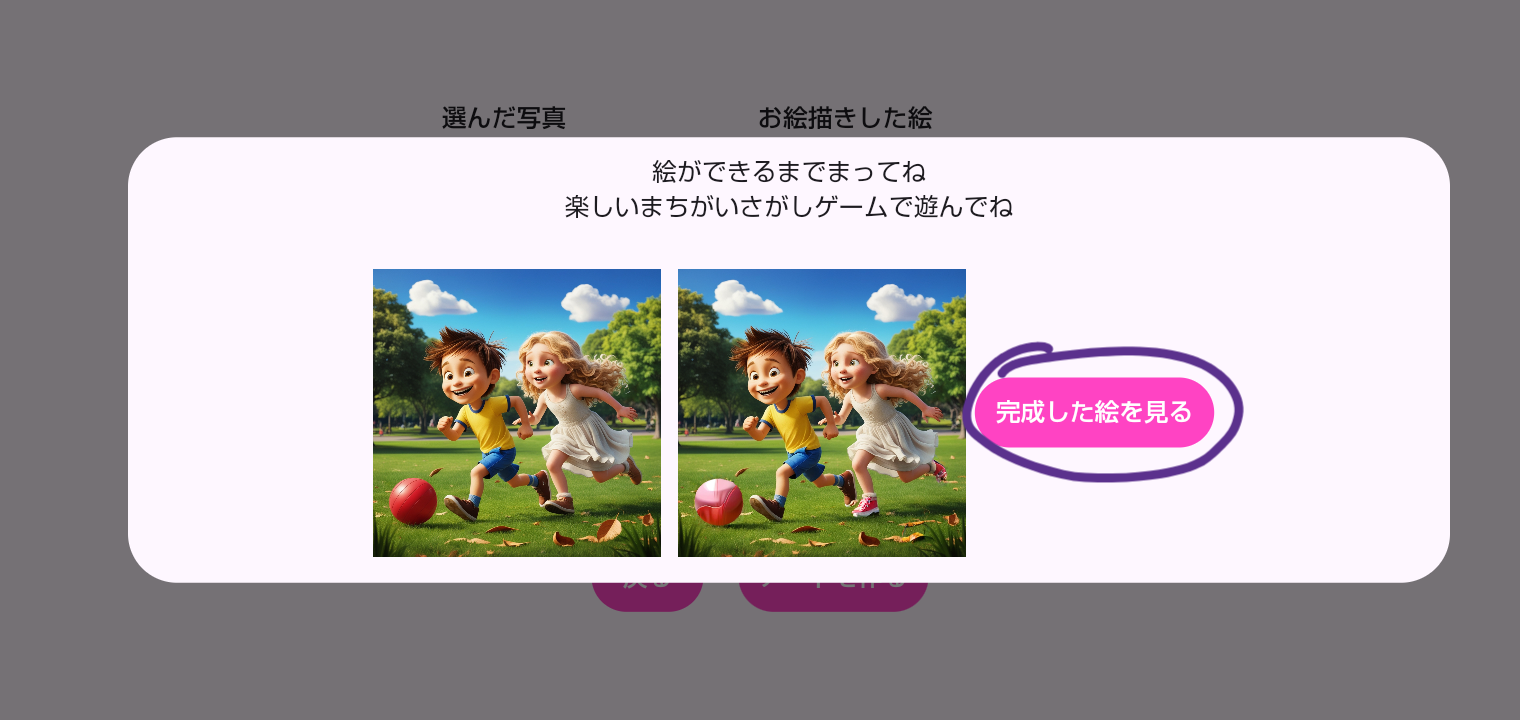 選んだ写真
お絵描きした絵
絵ができるまでまってね
楽しいまちがいさがしゲームで遊んでね
完成した絵を見る